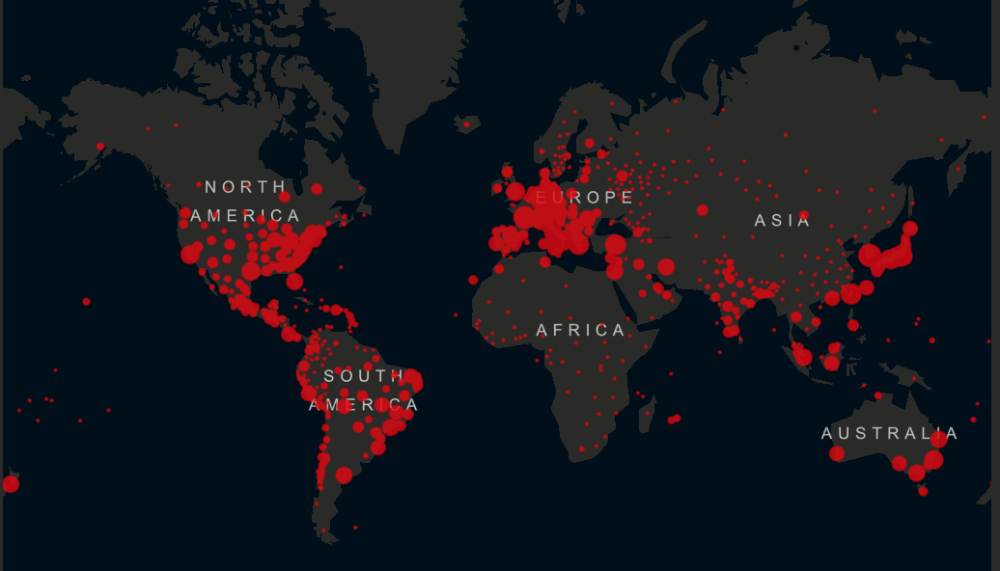 NORTH
AMERICA
EUROPE
ASIA
AFRICA
SOUTH
AMERICA
AUSTRALIA